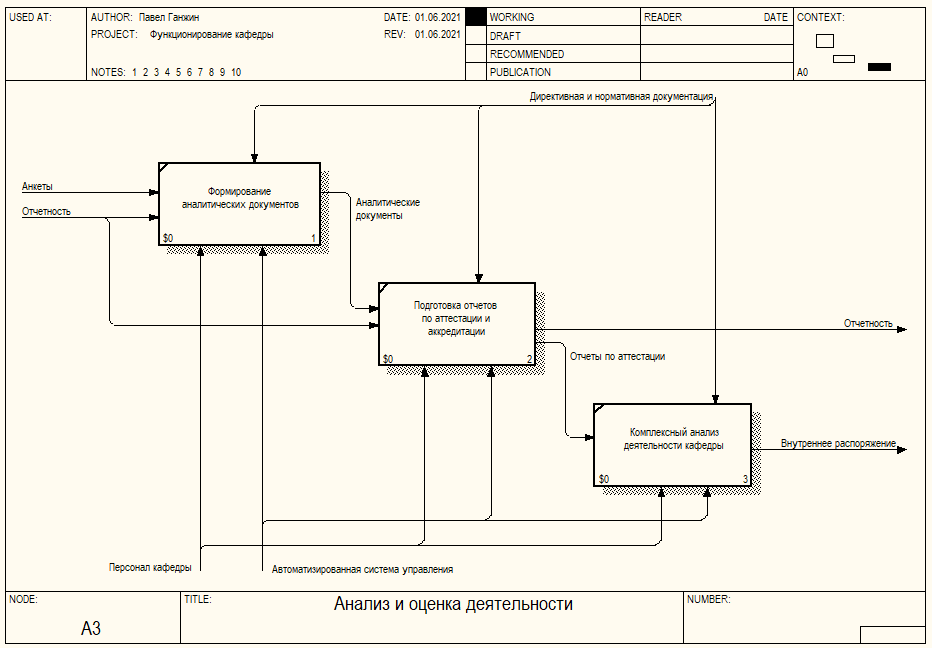 USED AT:
AUTHOR: Павел Ганжин
DATE: 01.06.2021
PROJECT: Функционирование кафедры
REV: 01.06.2021
NOTES: 1 2 3 4 5 6 7 8 9 10
WORKING
DRAFT
RECOMMENDED
PUBLICATION
READER
DATE
CONTEXT:
A0
Директивная и нормативная документация
Анкеты
Отчетность
Формирование
аналитических документов
$0
1
Аналитические
документы
Подготовка отчетов
по аттестации и
аккредитации
$0
2
Отчетность
Отчеты по аттестации
Комплексный анализ
деятельности кафедры
$0
3
Внутреннее распоряжение
Персонал кафедры
Автоматизированная система управления
NODE:
A3
TITLE:
Анализ и оценка деятельности
NUMBER: